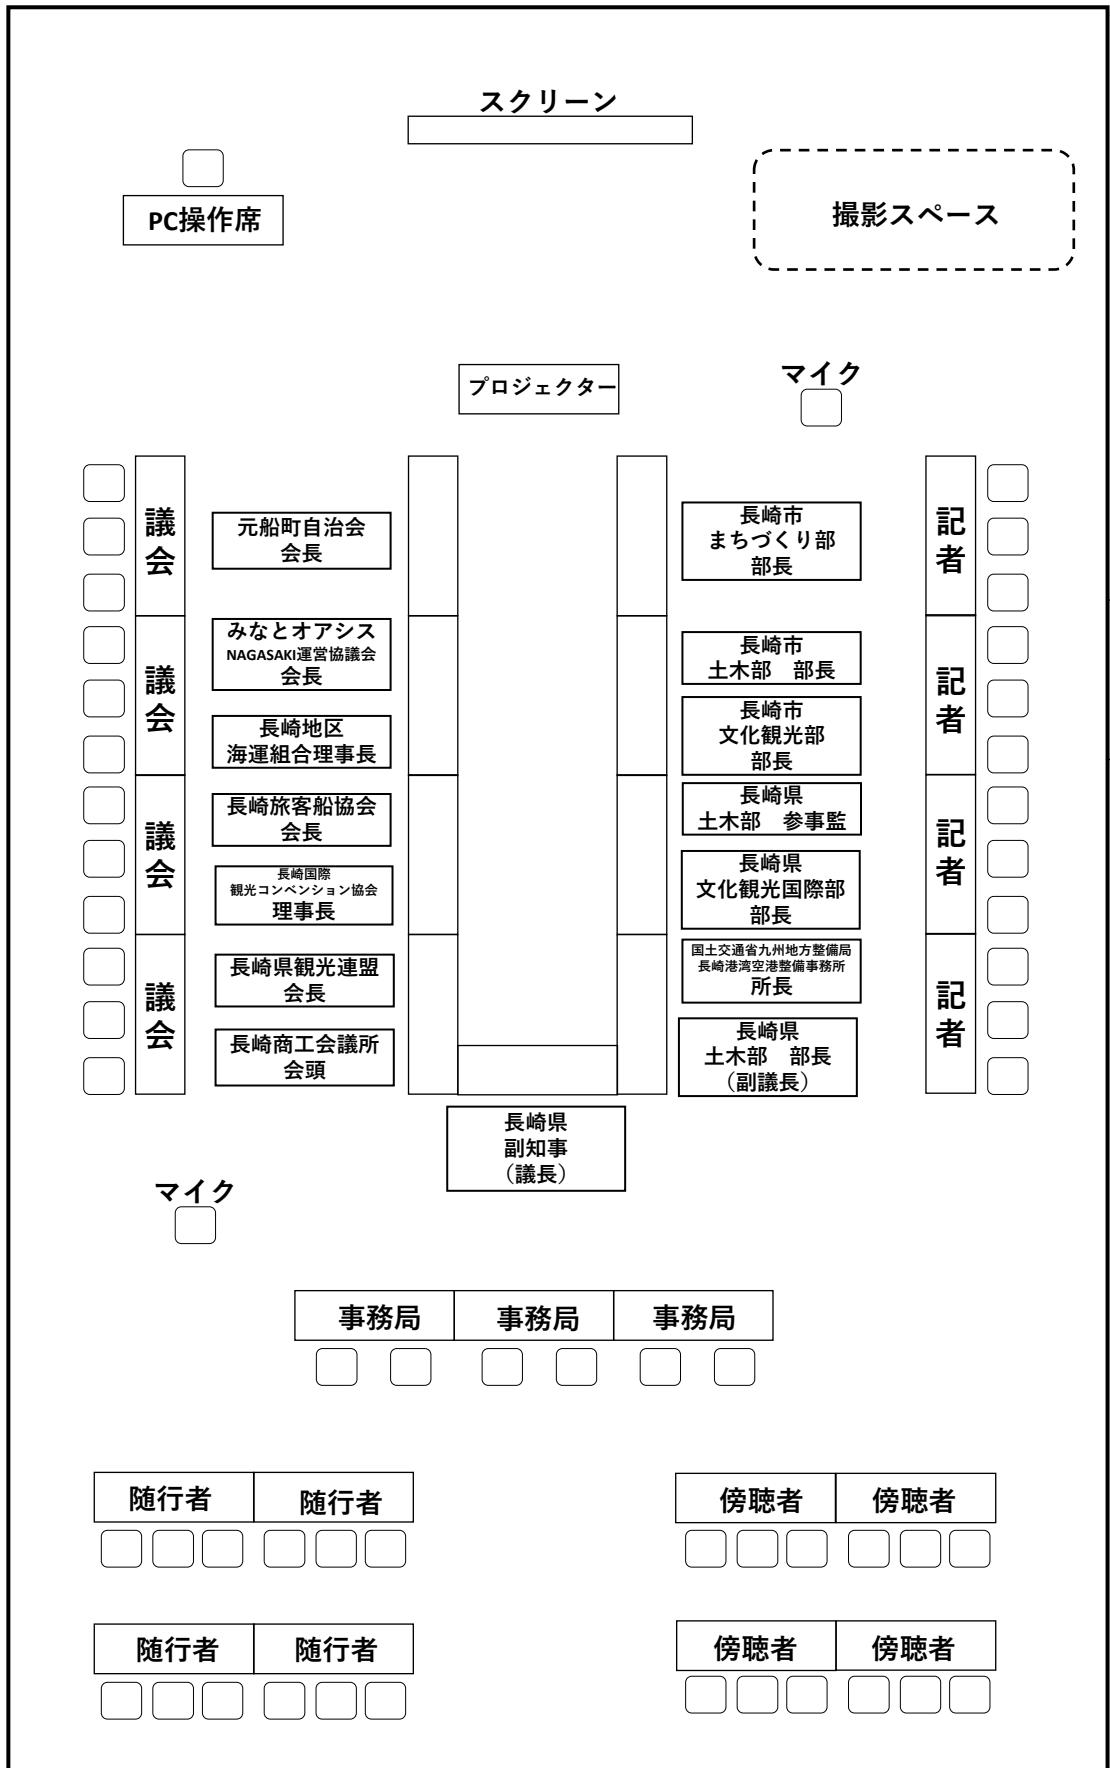 スクリーン
PC操作席
撮影スペース
プロジェクター
マイク
議会
議会
議会
議会
元船町自治会
会長
みなとオアシス
NAGASAKI運営協議会
会長
長崎地区
海運組合理事長
長崎旅客船協会
会長
長崎国際
観光コンベンション協会
理事長
長崎県観光連盟
会長
長崎商工会議所
会頭
長崎市
まちづくり部
部長
長崎市
土木部　部長
長崎市
文化観光部
部長
長崎県
土木部　参事監
長崎県
文化観光国際部
部長
国土交通省九州地方整備局
長崎港湾空港整備事務所
所長
長崎県
土木部　部長
（副議長）
記者
記者
記者
記者
長崎県
副知事
（議長）
マイク
事務局
事務局
事務局
随行者
随行者
傍聴者
傍聴者
随行者
随行者
傍聴者
傍聴者